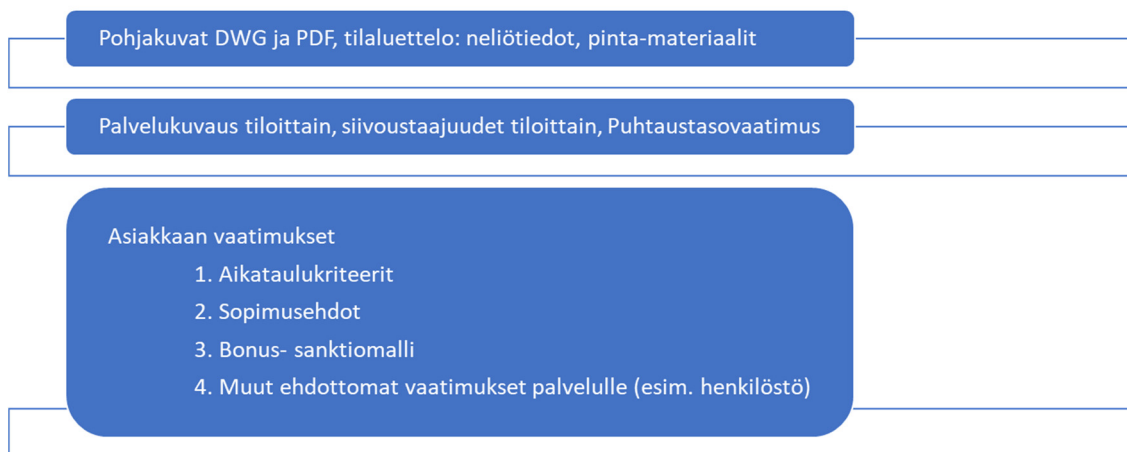 Pohjakuvat DWG ja PDF, tilaluettelo: neliötiedot, pinta-materiaalit
Palvelukuvaus tiloittain, siivoustaajuudet tiloittain, Puhtaustasovaatimus
Asiakkaan vaatimukset
1. Aikataulukriteerit
2. Sopimusehdot
3. Bonus- sanktiomalli
4. Muut ehdottomat vaatimukset palvelulle (esim. henkilöstö)